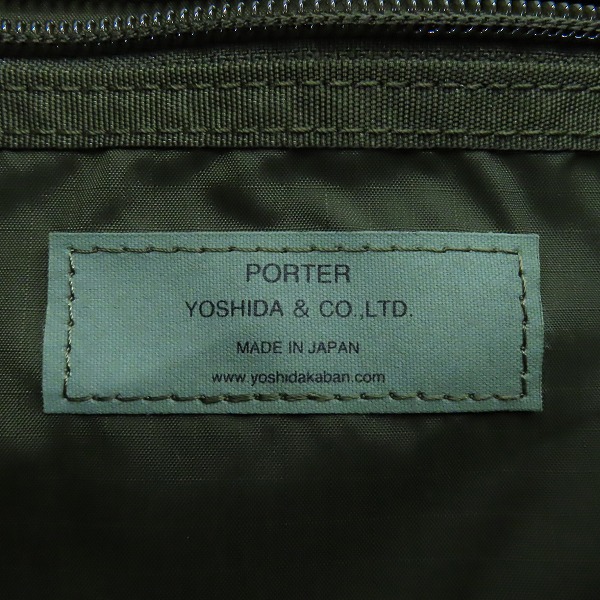 PORTER
YOSHIDA & CO.,LTD.
MADE IN JAPAN
www.yoshidakaban.com